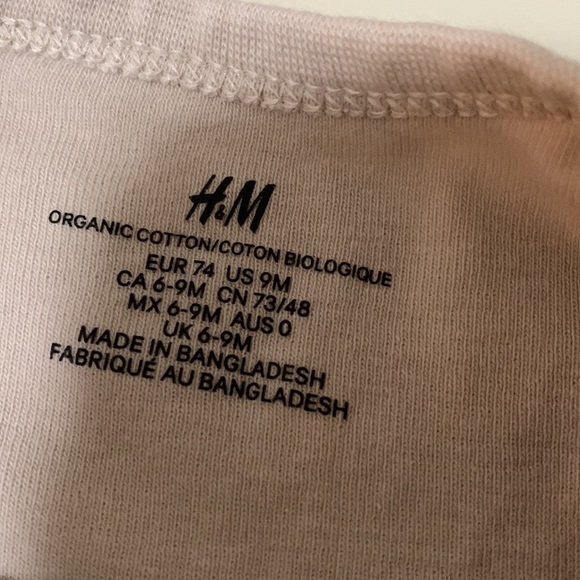 H&M
ORGANIC COTTON/COTON BIOLOGIQUE
EUR 74 US 9M
CA 6-9M CN 73/48
MX 6-9M AUS 0
UK 6-9M
MADE IN BANGLADESH
FABRIQUÉ AU BANGLADESH